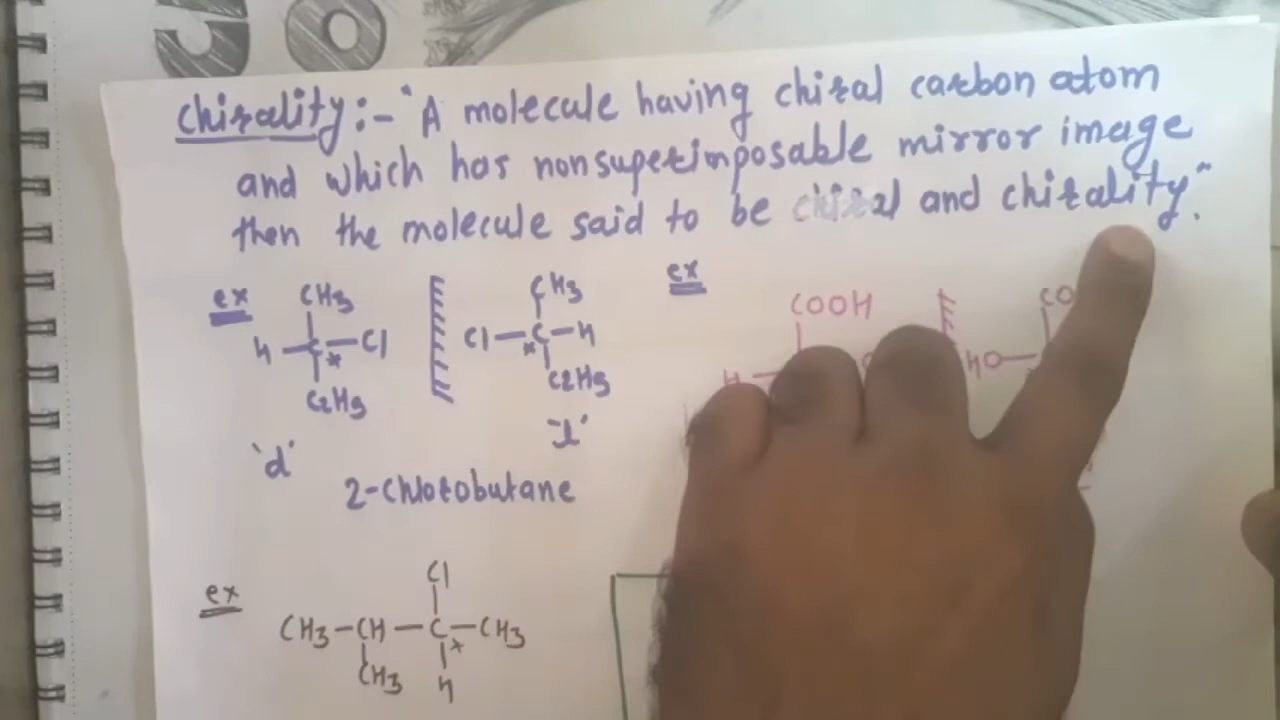 SO
Chirality:- "A molecule having chiral carbon atom
and which has nonsuperimposable mirror image
then the molecule said to be chiral and chirality".
ex
CH3
H-C*-Cl
C2H5
'd'
CH3
Cl-C*-H
C2H5
'l'
2-chlorobutane
ex
COOH
H
CO
HO
ex
Cl
CH3-CH-C*-CH3
CH3 H